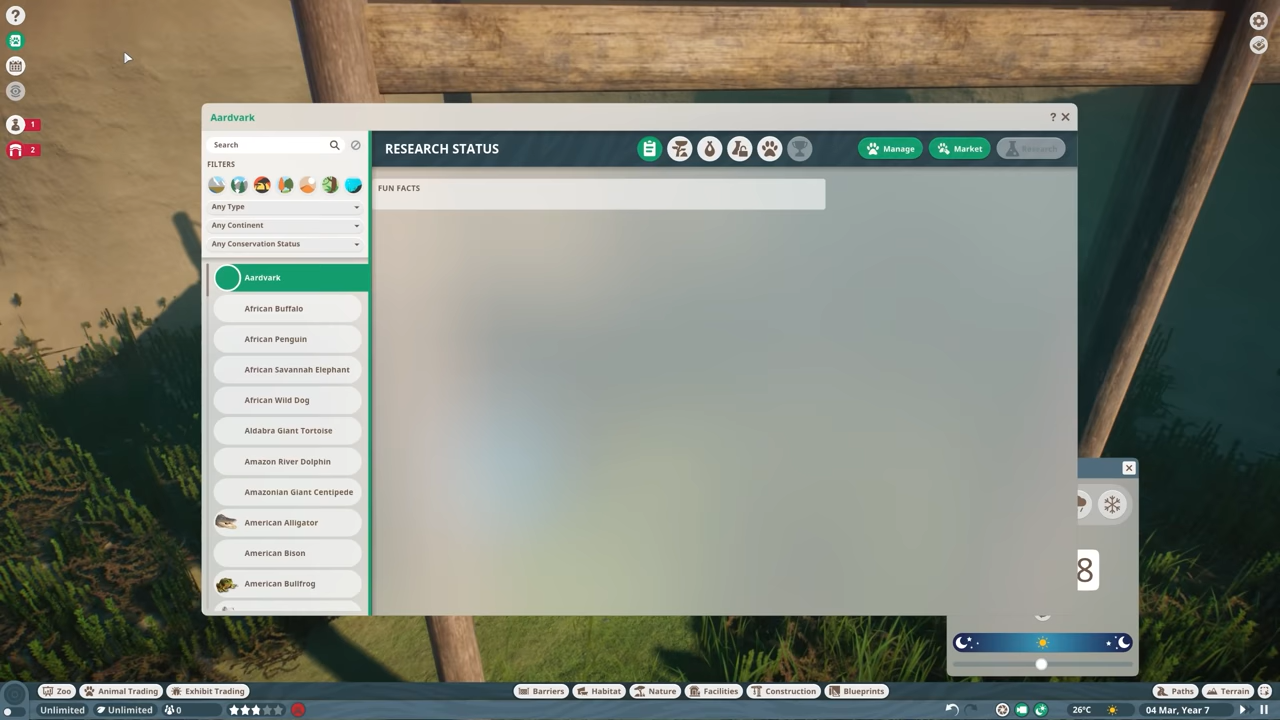 ?
1
2
Aardvark
?
Search
FILTERS
Any Type
Any Continent
Any Conservation Status
Aardvark
African Buffalo
African Penguin
African Savannah Elephant
African Wild Dog
Aldabra Giant Tortoise
Amazon River Dolphin
Amazonian Giant Centipede
American Alligator
American Bison
American Bullfrog
RESEARCH STATUS
Manage
Market
Research
FUN FACTS
8
Zoo
Animal Trading
Exhibit Trading
Barriers
Habitat
Nature
Facilities
Construction
Blueprints
Paths
Terrain
Unlimited
Unlimited
0
26°C
04 Mar, Year 7